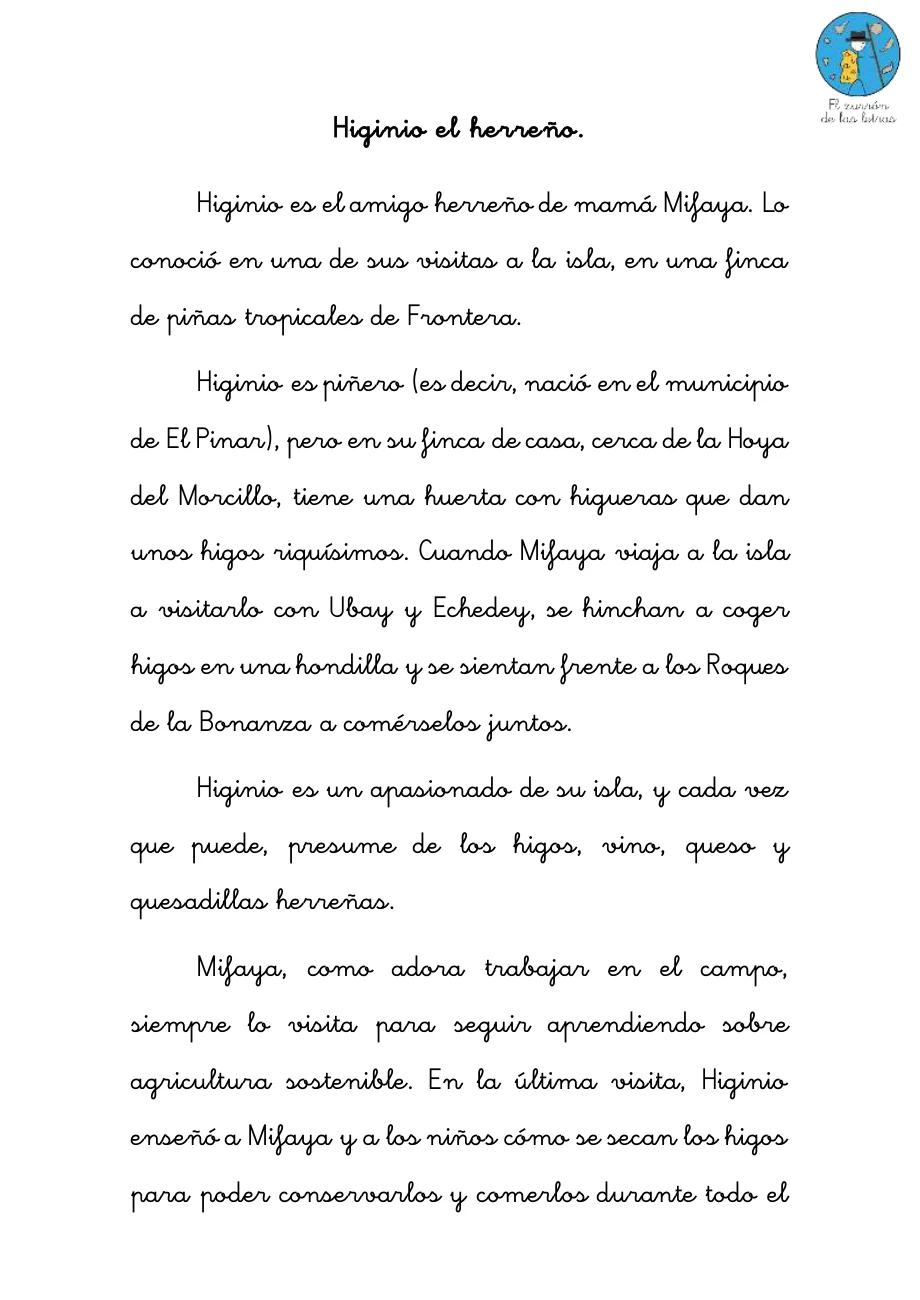 El zurrón
de las letras
Higinio el herreño.
Higinio es el amigo herreño de mamá Mifaya. Lo
conoció en una de sus visitas a la isla, en una finca
de piñas tropicales de Frontera.
Higinio es piñero (es decir, nació en el municipio
de El Pinar), pero en su finca de casa, cerca de la Hoya
del Morcillo, tiene una huerta con higueras que dan
unos higos riquísimos. Cuando Mifaya viaja a la isla
a visitarlo con Ubay y Echedey, se hinchan a coger
higos en una hondilla y se sientan frente a los Roques
de la Bonanza a comérselos juntos.
Higinio es un apasionado de su isla, y cada vez
que puede, presume de los higos, vino, queso y
quesadillas herreñas.
Mifaya, como adora trabajar en el campo,
siempre lo visita para seguir aprendiendo sobre
agricultura sostenible. En la última visita, Higinio
enseñó a Mifaya y a los niños cómo se secan los higos
para poder conservarlos y comerlos durante todo el